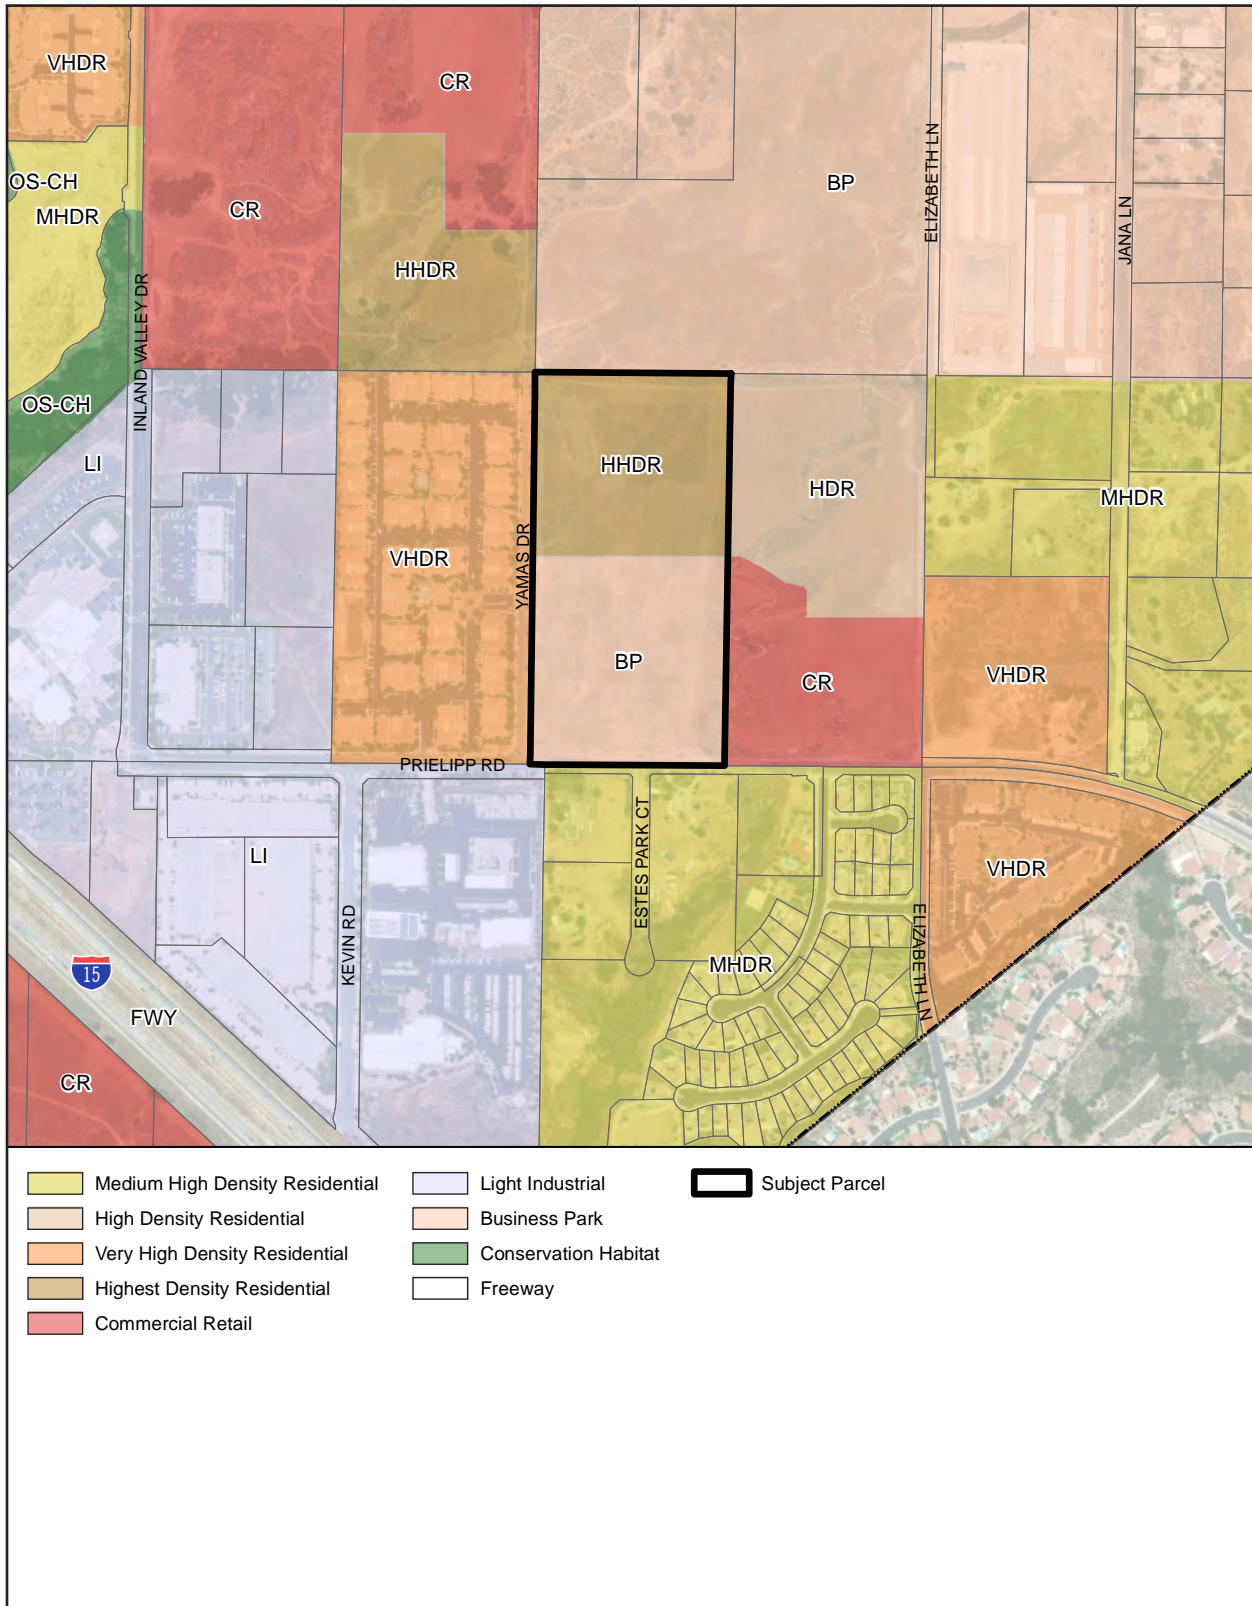 VHDR
CR
OS-CH
MHDR
CR
BP
ELIZABETH LN
JANA LN
HHDR
INLAND VALLEY DR
OS-CH
LI
HHDR
HDR
MHDR
YAMAS DR
VHDR
BP
CR
VHDR
PRIELIPP RD
ESTES PARK CT
LI
VHDR
KEVIN RD
ELIZABETH LN
MHDR
15
FWY
CR
Medium High Density Residential
High Density Residential
Very High Density Residential
Highest Density Residential
Commercial Retail
Light Industrial
Business Park
Conservation Habitat
Freeway
Subject Parcel